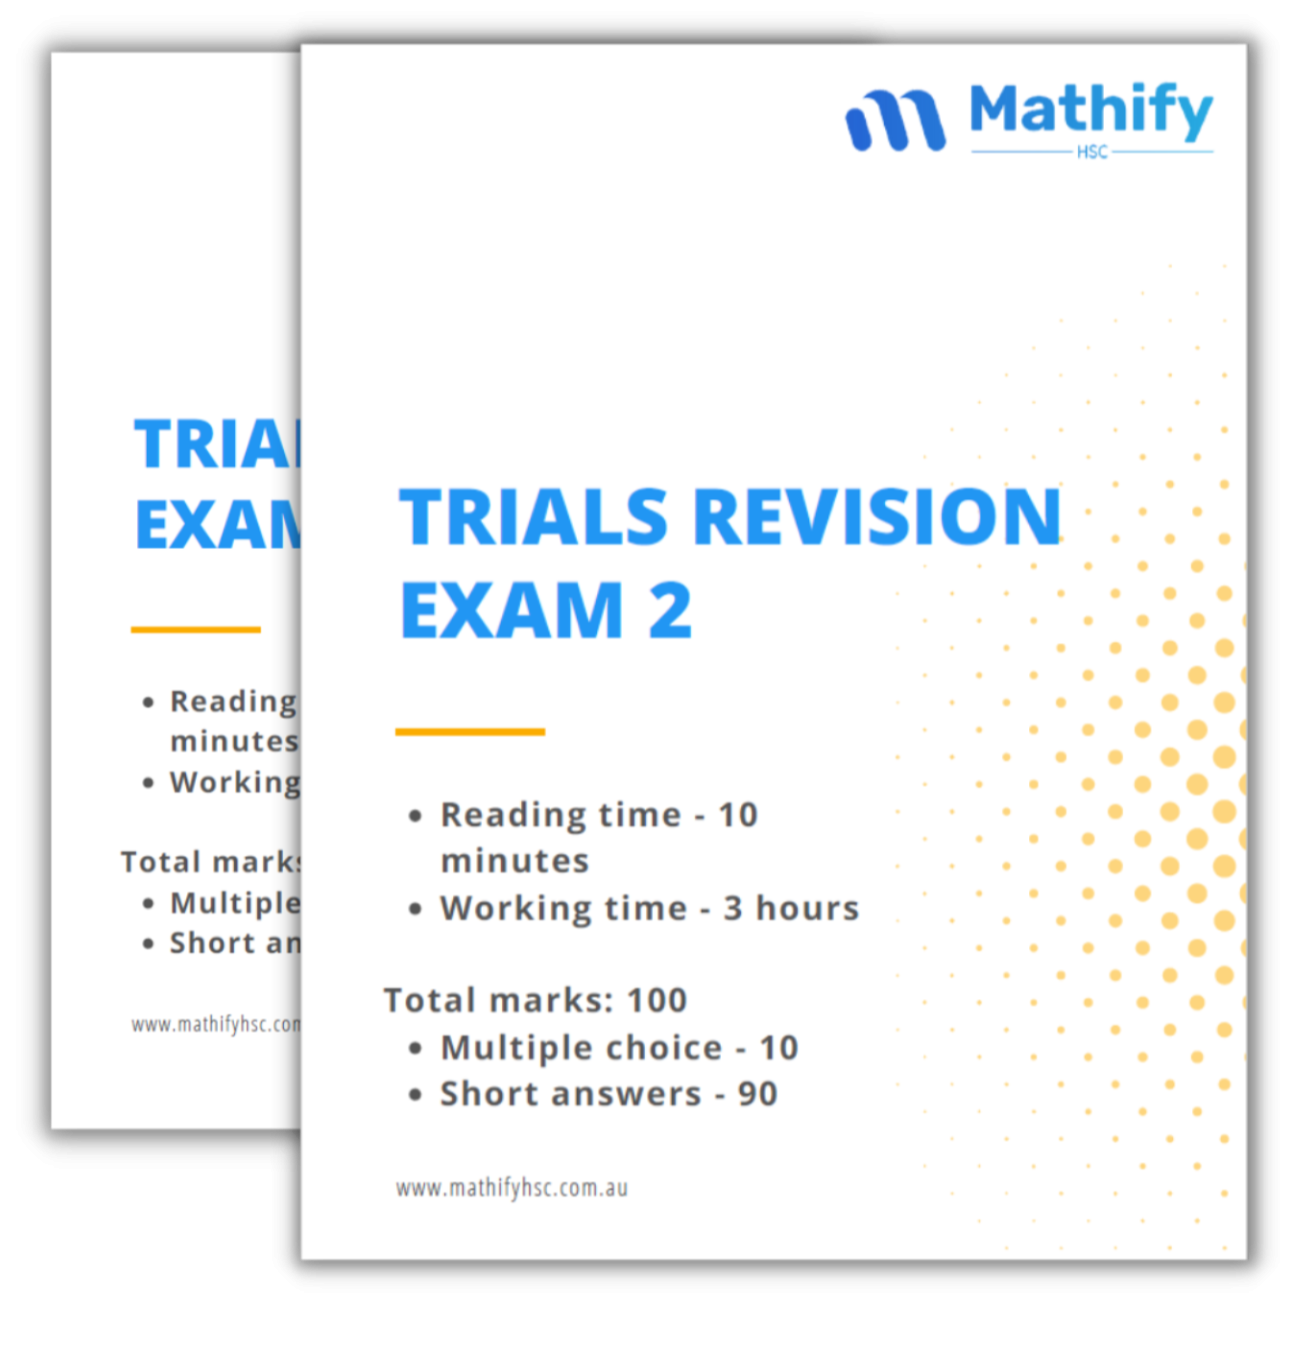 TRIA
EXAM
Reading
minutes
Working
Total marks
Multiple
Short an
www.mathifyhsc.com
Mathify
HSC
TRIALS REVISION
EXAM 2
Reading time - 10
minutes
Working time - 3 hours
Total marks: 100
Multiple choice - 10
Short answers - 90
www.mathifyhsc.com.au